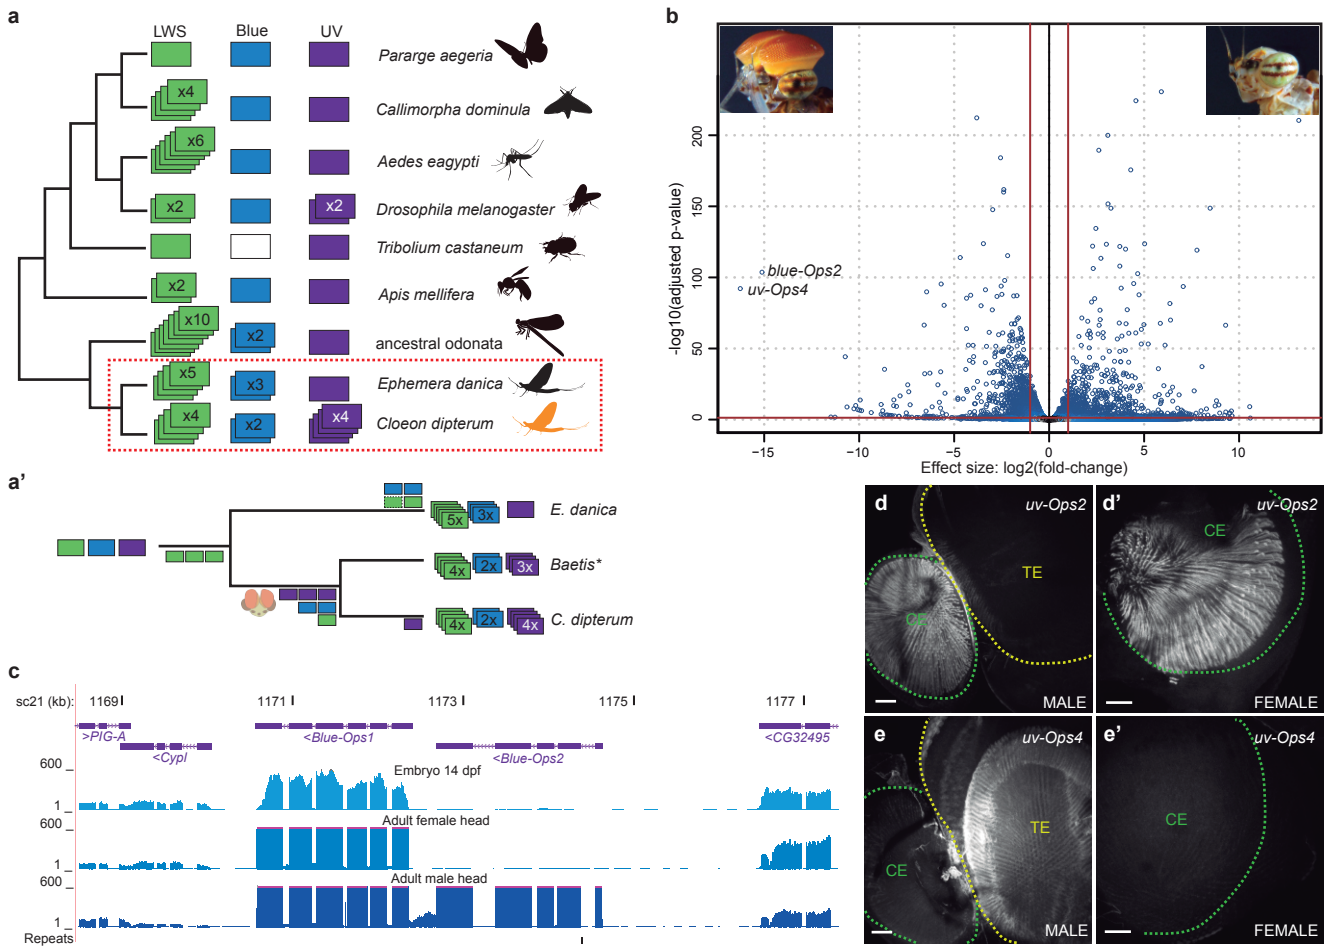 a
LWS Blue UV
Pararge aegeria
x4
Callimorpha dominula
x6
Aedes eagypti
x2 x2
Drosophila melanogaster
Tribolium castaneum
x2
Apis mellifera
x10
x2
ancestral odonata
x5 x3
Ephemera danica
x4 x2 x4
Cloeon dipterum
a'
5x 3x
E. danica
4x 2x 3x
Baetis*
4x 2x 4x
C. dipterum
b
-log10(adjusted p-value)
200
150
100
50
0
blue-Ops2
uv-Ops4
−15 −10 −5 0 5 10
Effect size: log2(fold-change)
c
sc21 (kb): 1169 1171 1173 1175 1177
>PIG-A
<Cypl
<Blue-Ops1
<Blue-Ops2
<CG32495
600
1
Embryo 14 dpf
600
1
Adult female head
600
1
Adult male head
Repeats
d
uv-Ops2
TE
CE
MALE
d'
uv-Ops2
CE
FEMALE
e
uv-Ops4
TE
CE
MALE
e'
uv-Ops4
CE
FEMALE